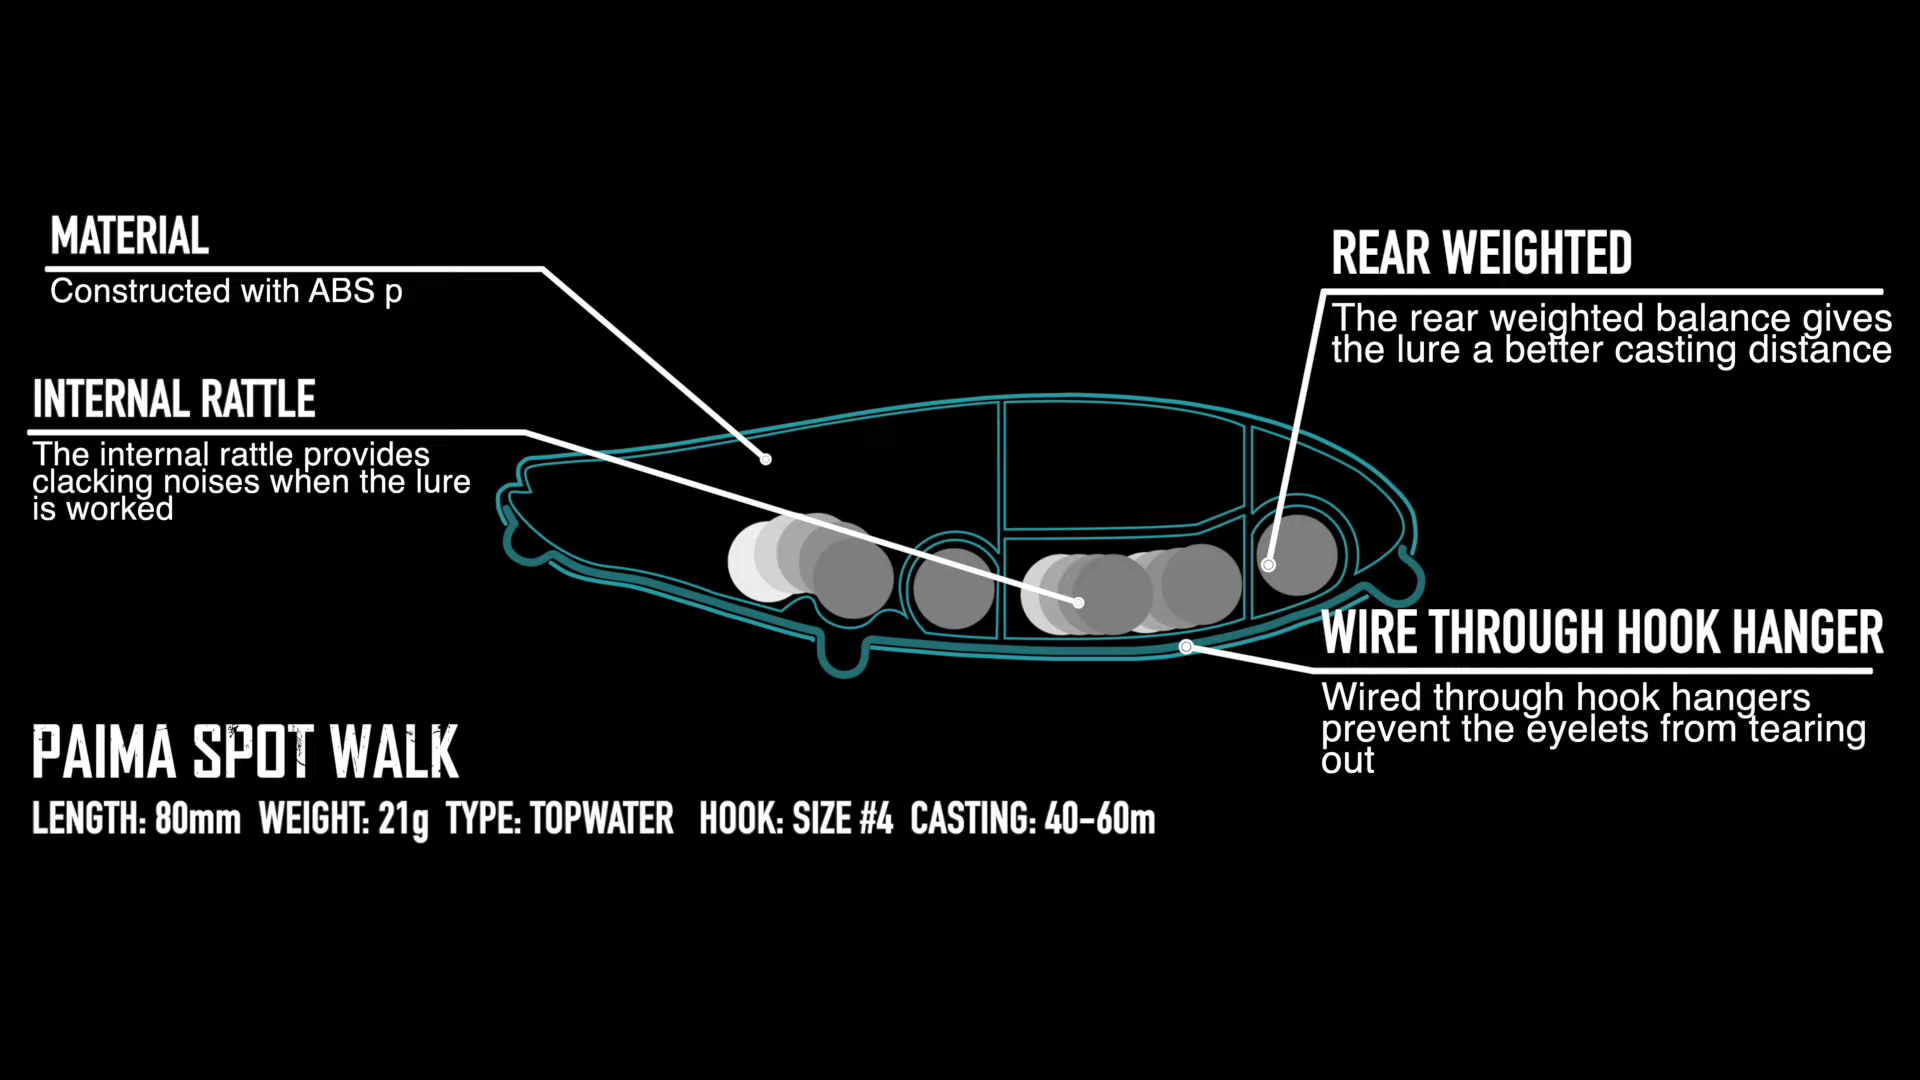 MATERIAL
Constructed with ABS p
INTERNAL RATTLE
The internal rattle provides
clacking noises when the lure
is worked
REAR WEIGHTED
The rear weighted balance gives
the lure a better casting distance
WIRE THROUGH HOOK HANGER
Wired through hook hangers
prevent the eyelets from tearing
out
PAIMA SPOT WALK
LENGTH: 80mm WEIGHT: 21g TYPE: TOPWATER HOOK: SIZE #4 CASTING: 40-60m